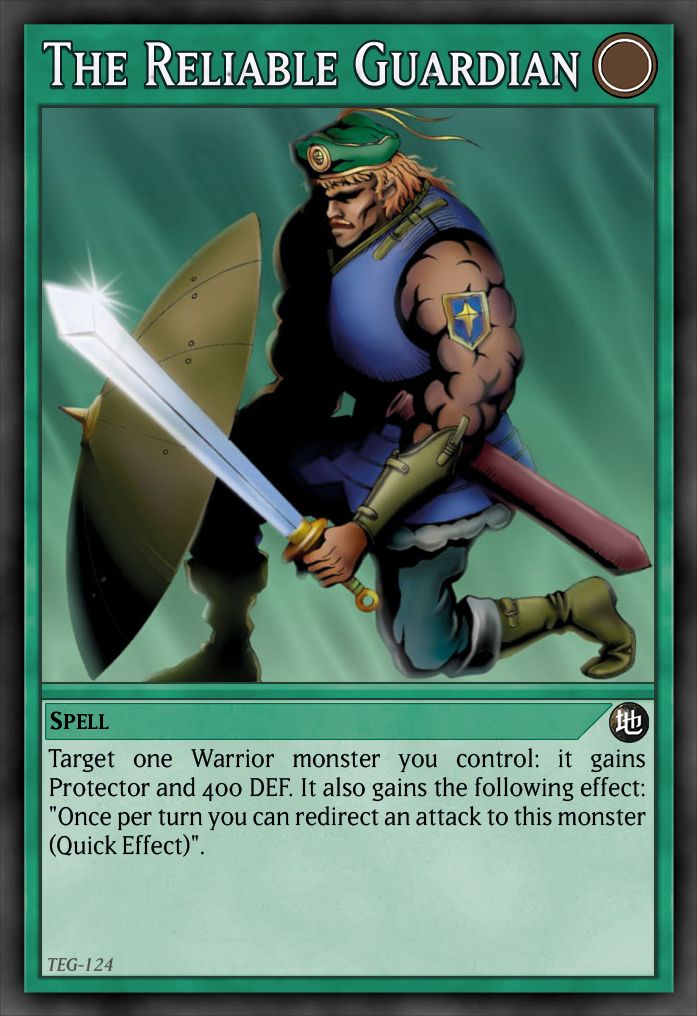 The Reliable Guardian
Spell
Target one Warrior monster you control: it gains
Protector and 400 DEF. It also gains the following effect:
"Once per turn you can redirect an attack to this monster
(Quick Effect)".
TEG-124